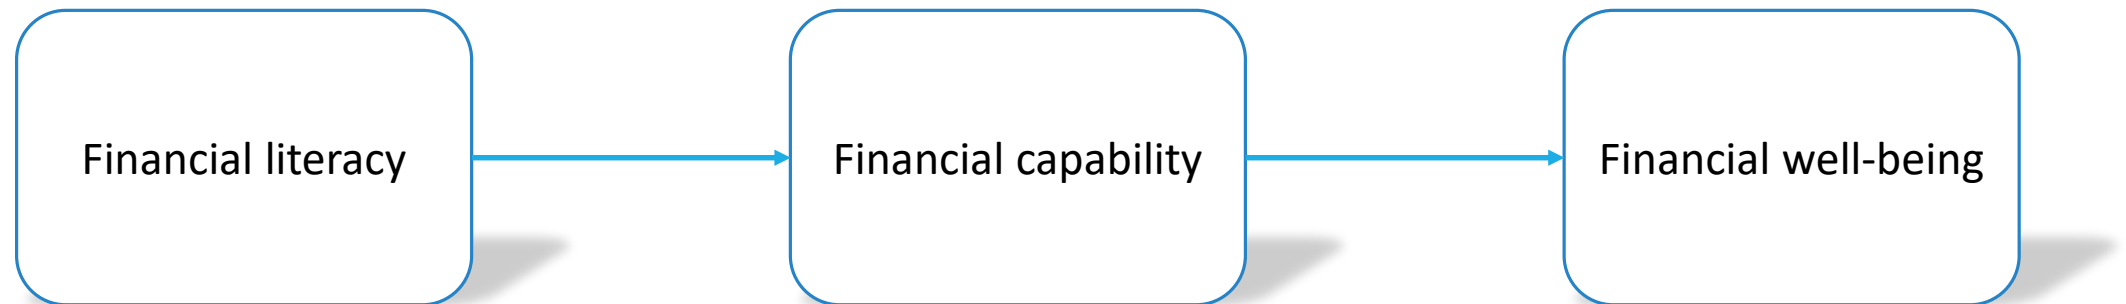 Financial literacy
Financial capability
Financial well-being